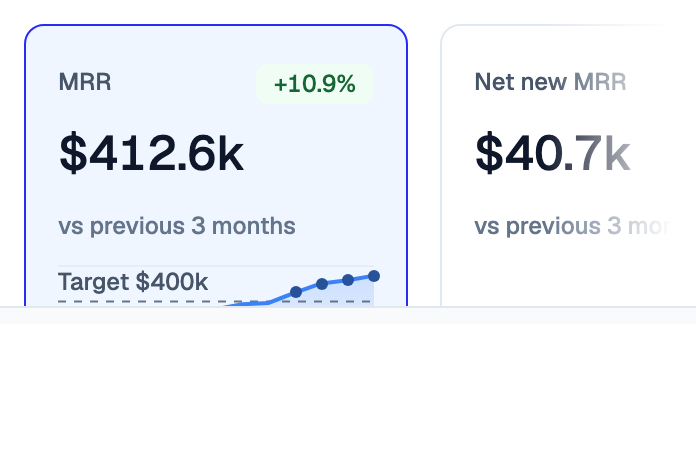 MRR
+10.9%
$412.6k
vs previous 3 months
Target $400k
Net new MRR
$40.7k
vs previous 3